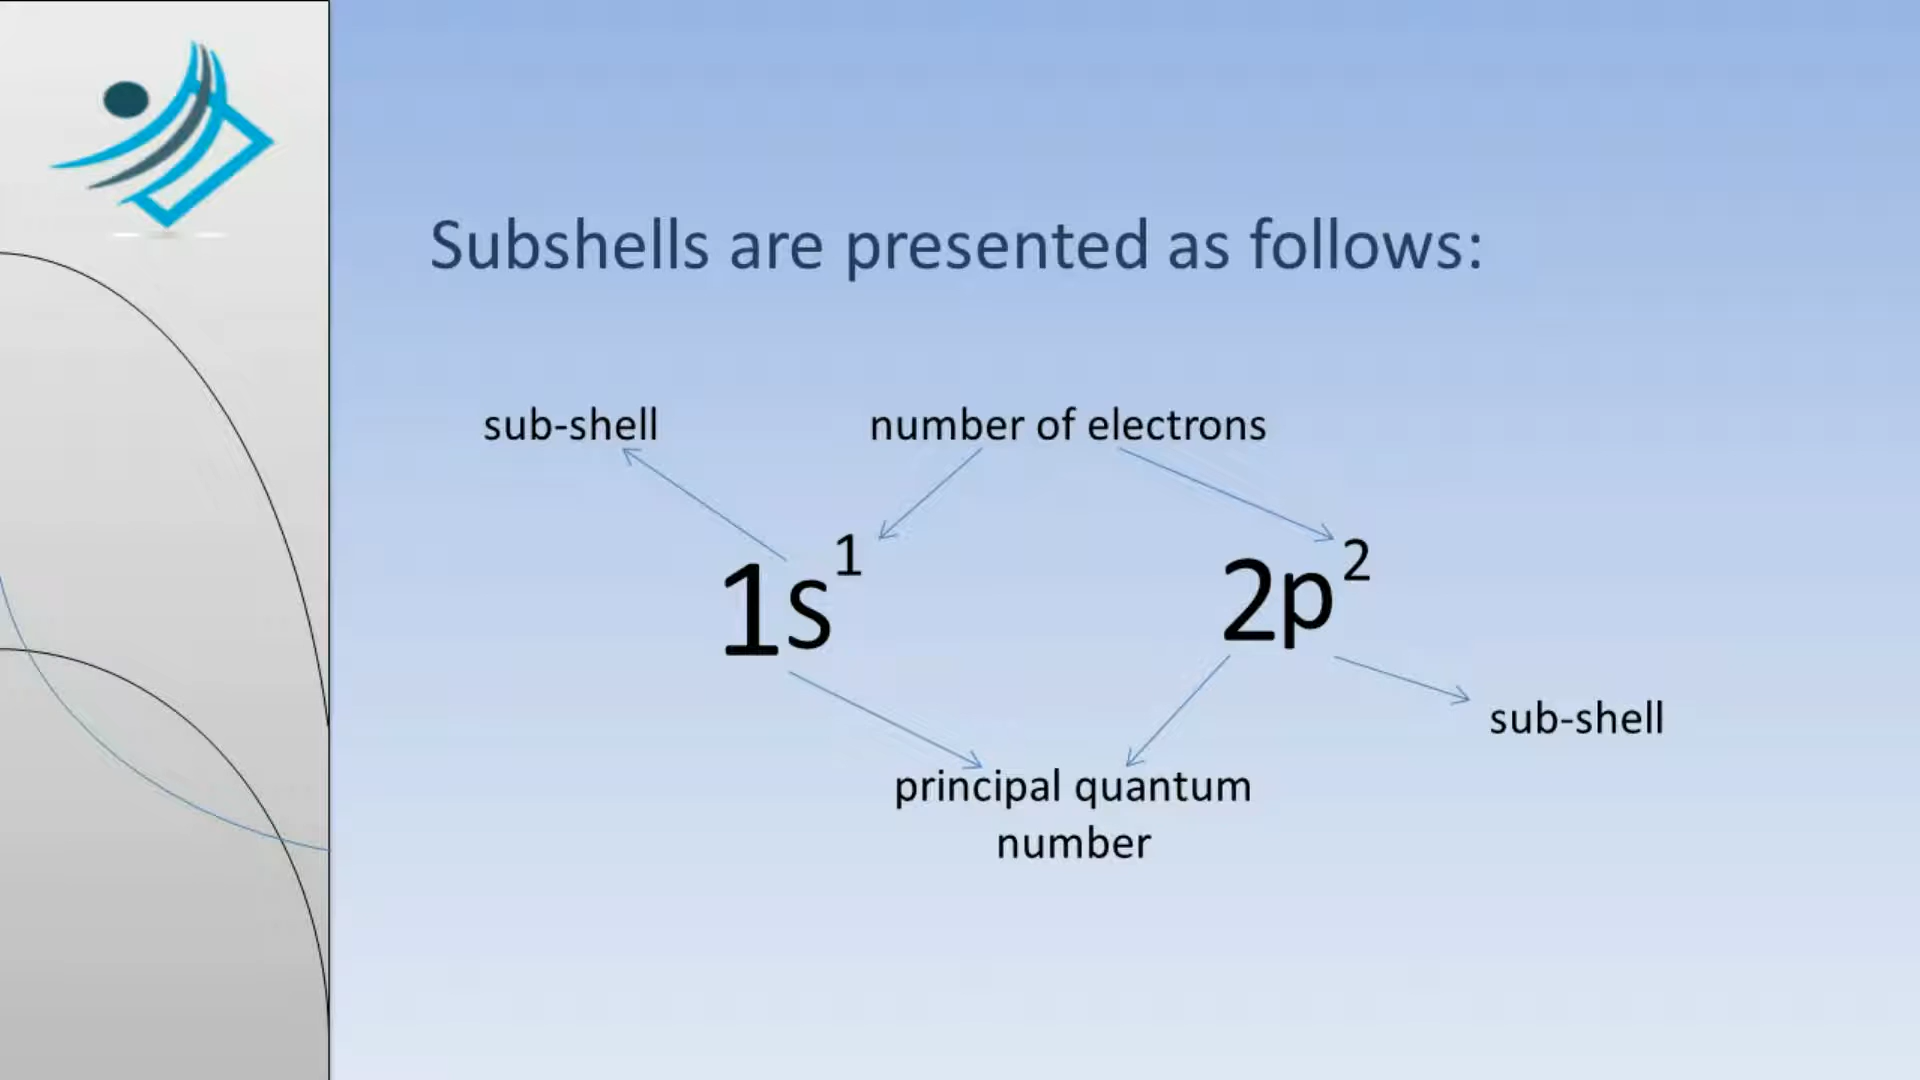 Subshells are presented as follows:
sub-shell
number of electrons
1s¹
2p²
sub-shell
principal quantum
number